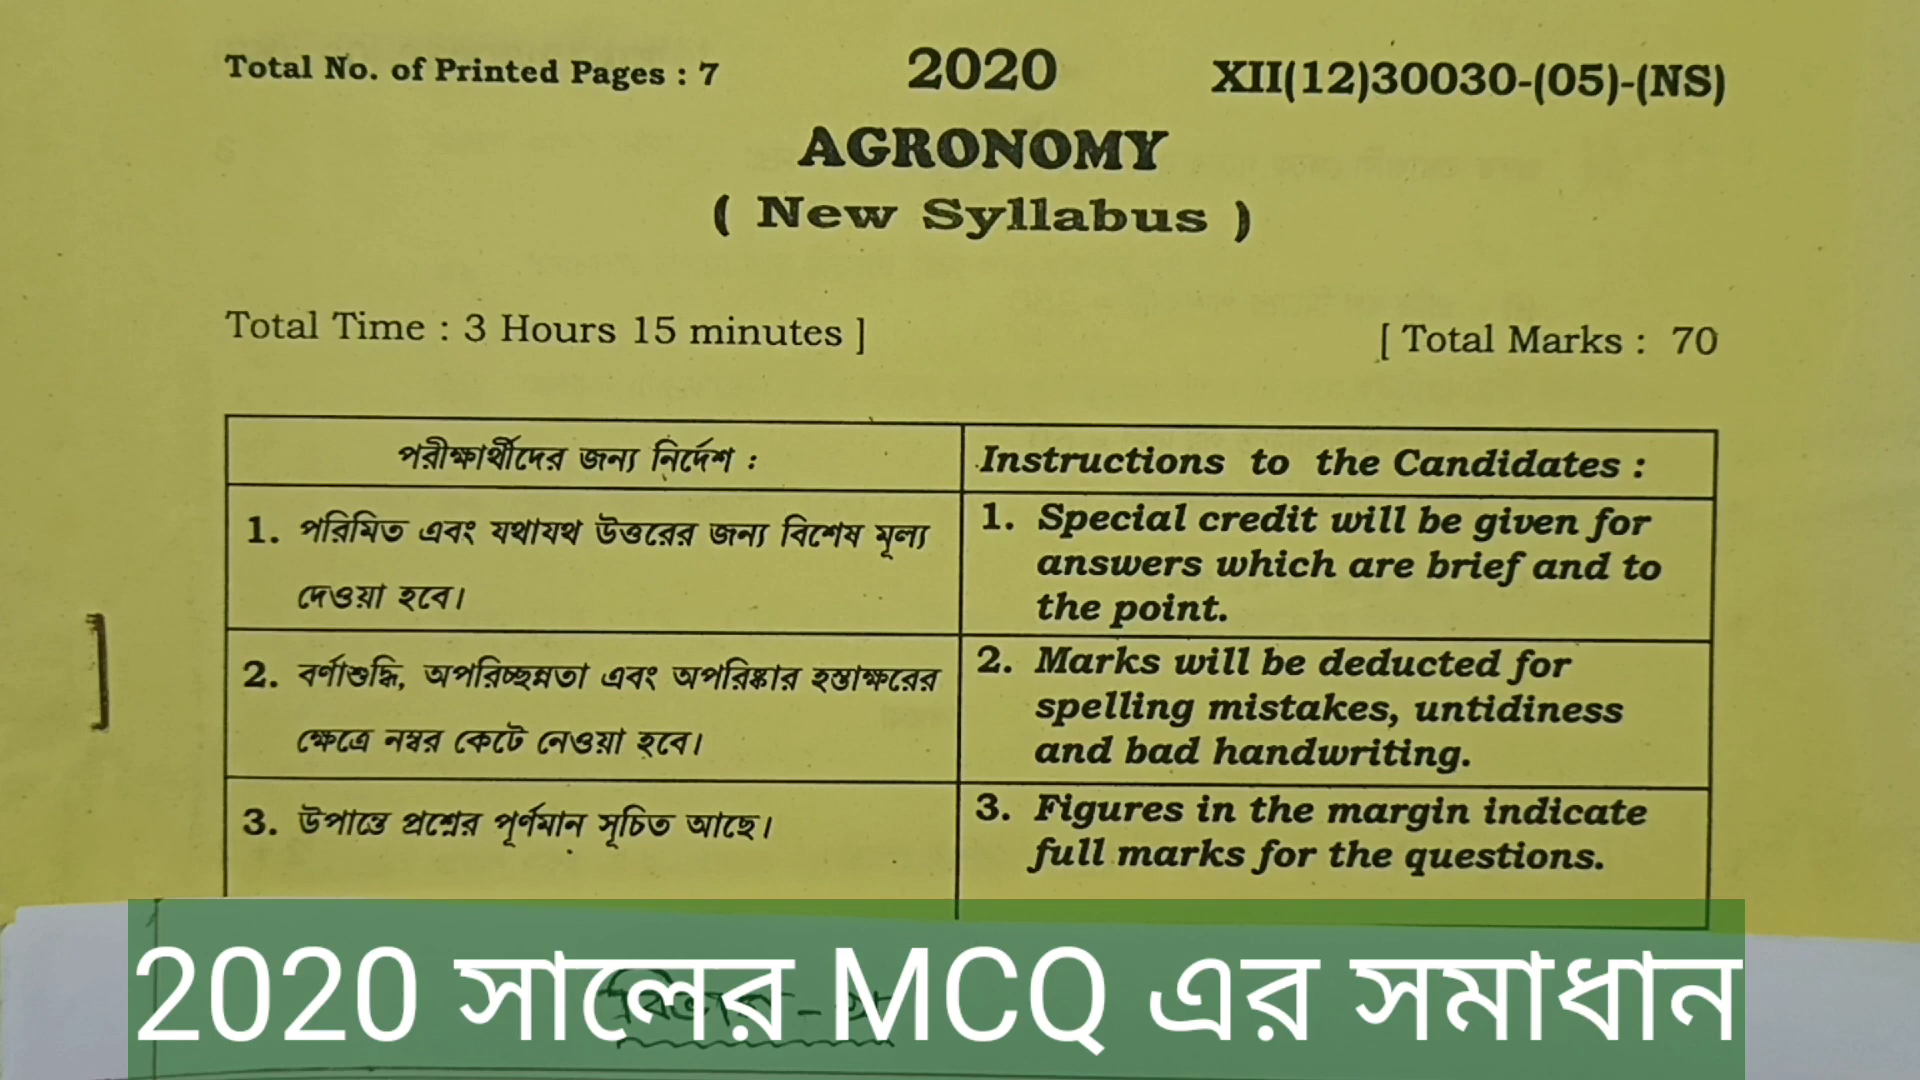 Total No. of Printed Pages : 7
2020
XII(12)30030-(05)-(NS)
AGRONOMY
( New Syllabus )
Total Time : 3 Hours 15 minutes ]
[ Total Marks : 70
পরীক্ষার্থীদের জন্য নির্দেশ :
Instructions to the Candidates :
1. পরিমিত এবং যথাযথ উত্তরের জন্য বিশেষ মূল্য
দেওয়া হবে।
1. Special credit will be given for
answers which are brief and to
the point.
2. বর্ণাশুদ্ধি, অপরিচ্ছন্নতা এবং অপরিষ্কার হস্তাক্ষরের
ক্ষেত্রে নম্বর কেটে নেওয়া হবে।
2. Marks will be deducted for
spelling mistakes, untidiness
and bad handwriting.
3. উপান্তে প্রশ্নের পূর্ণমান সূচিত আছে।
3. Figures in the margin indicate
full marks for the questions.
2020 সালের MCQ এর সমাধান